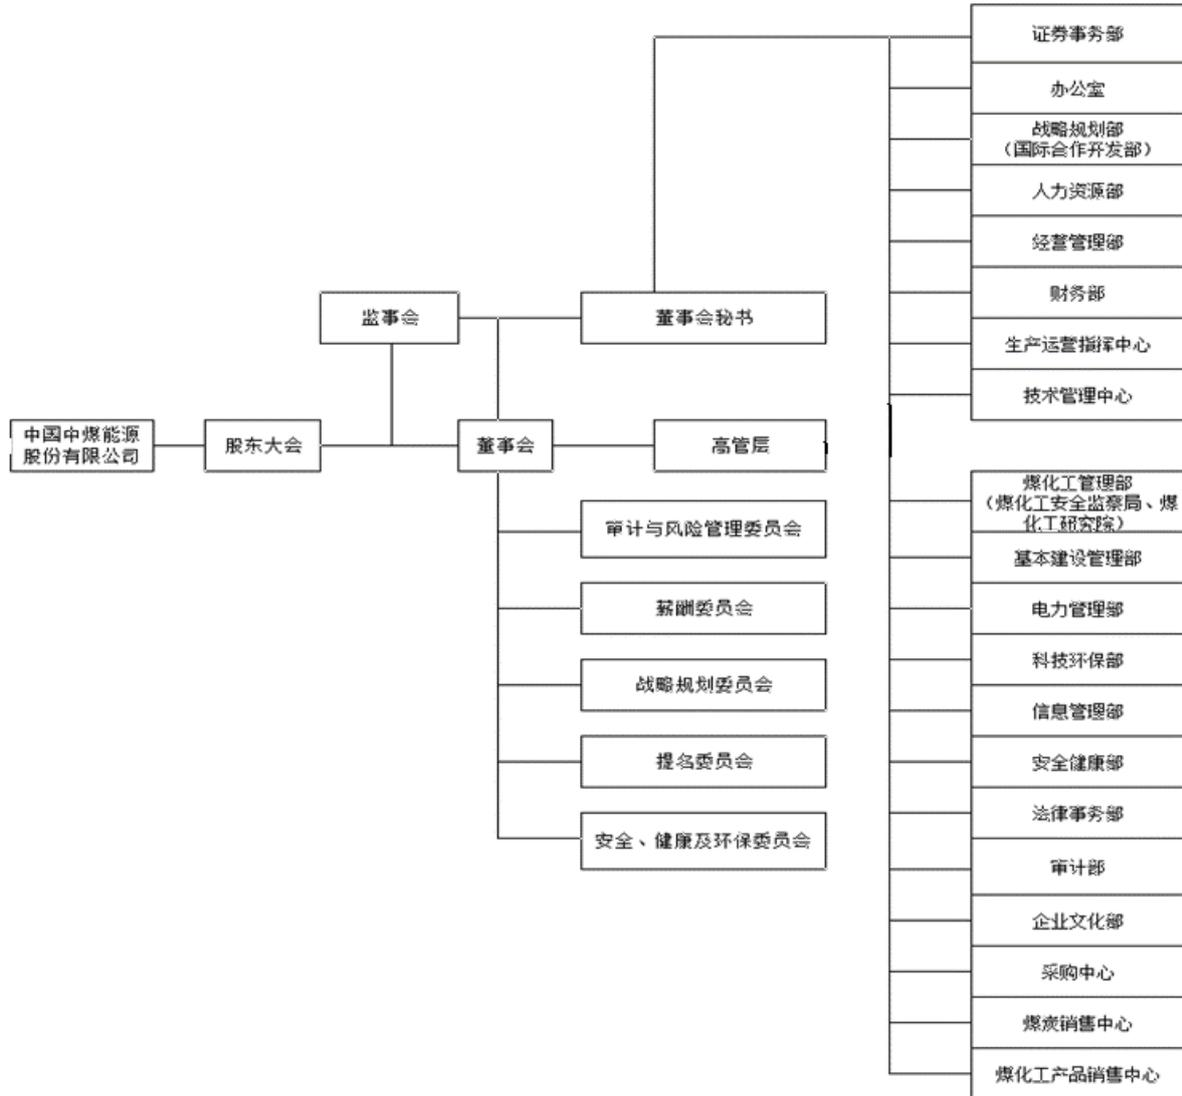 中国中煤能源
股份有限公司
股东大会
监事会
董事会
董事会秘书
高管层
审计与风险管理委员会
薪酬委员会
战略规划委员会
提名委员会
安全、健康及环保委员会
证券事务部
办公室
战略规划部
（国际合作开发部）
人力资源部
经营管理部
财务部
生产运营指挥中心
技术管理中心
煤化工管理部
（煤化工安全监察局、煤
化工研究院）
基本建设管理部
电力管理部
科技环保部
信息管理部
安全健康部
法律事务部
审计部
企业文化部
采购中心
煤炭销售中心
煤化工产品销售中心